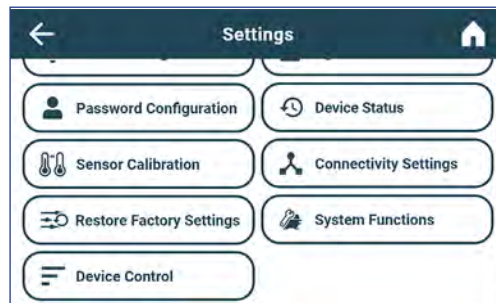 Settings
Password Configuration
Device Status
Sensor Calibration
Connectivity Settings
Restore Factory Settings
System Functions
Device Control